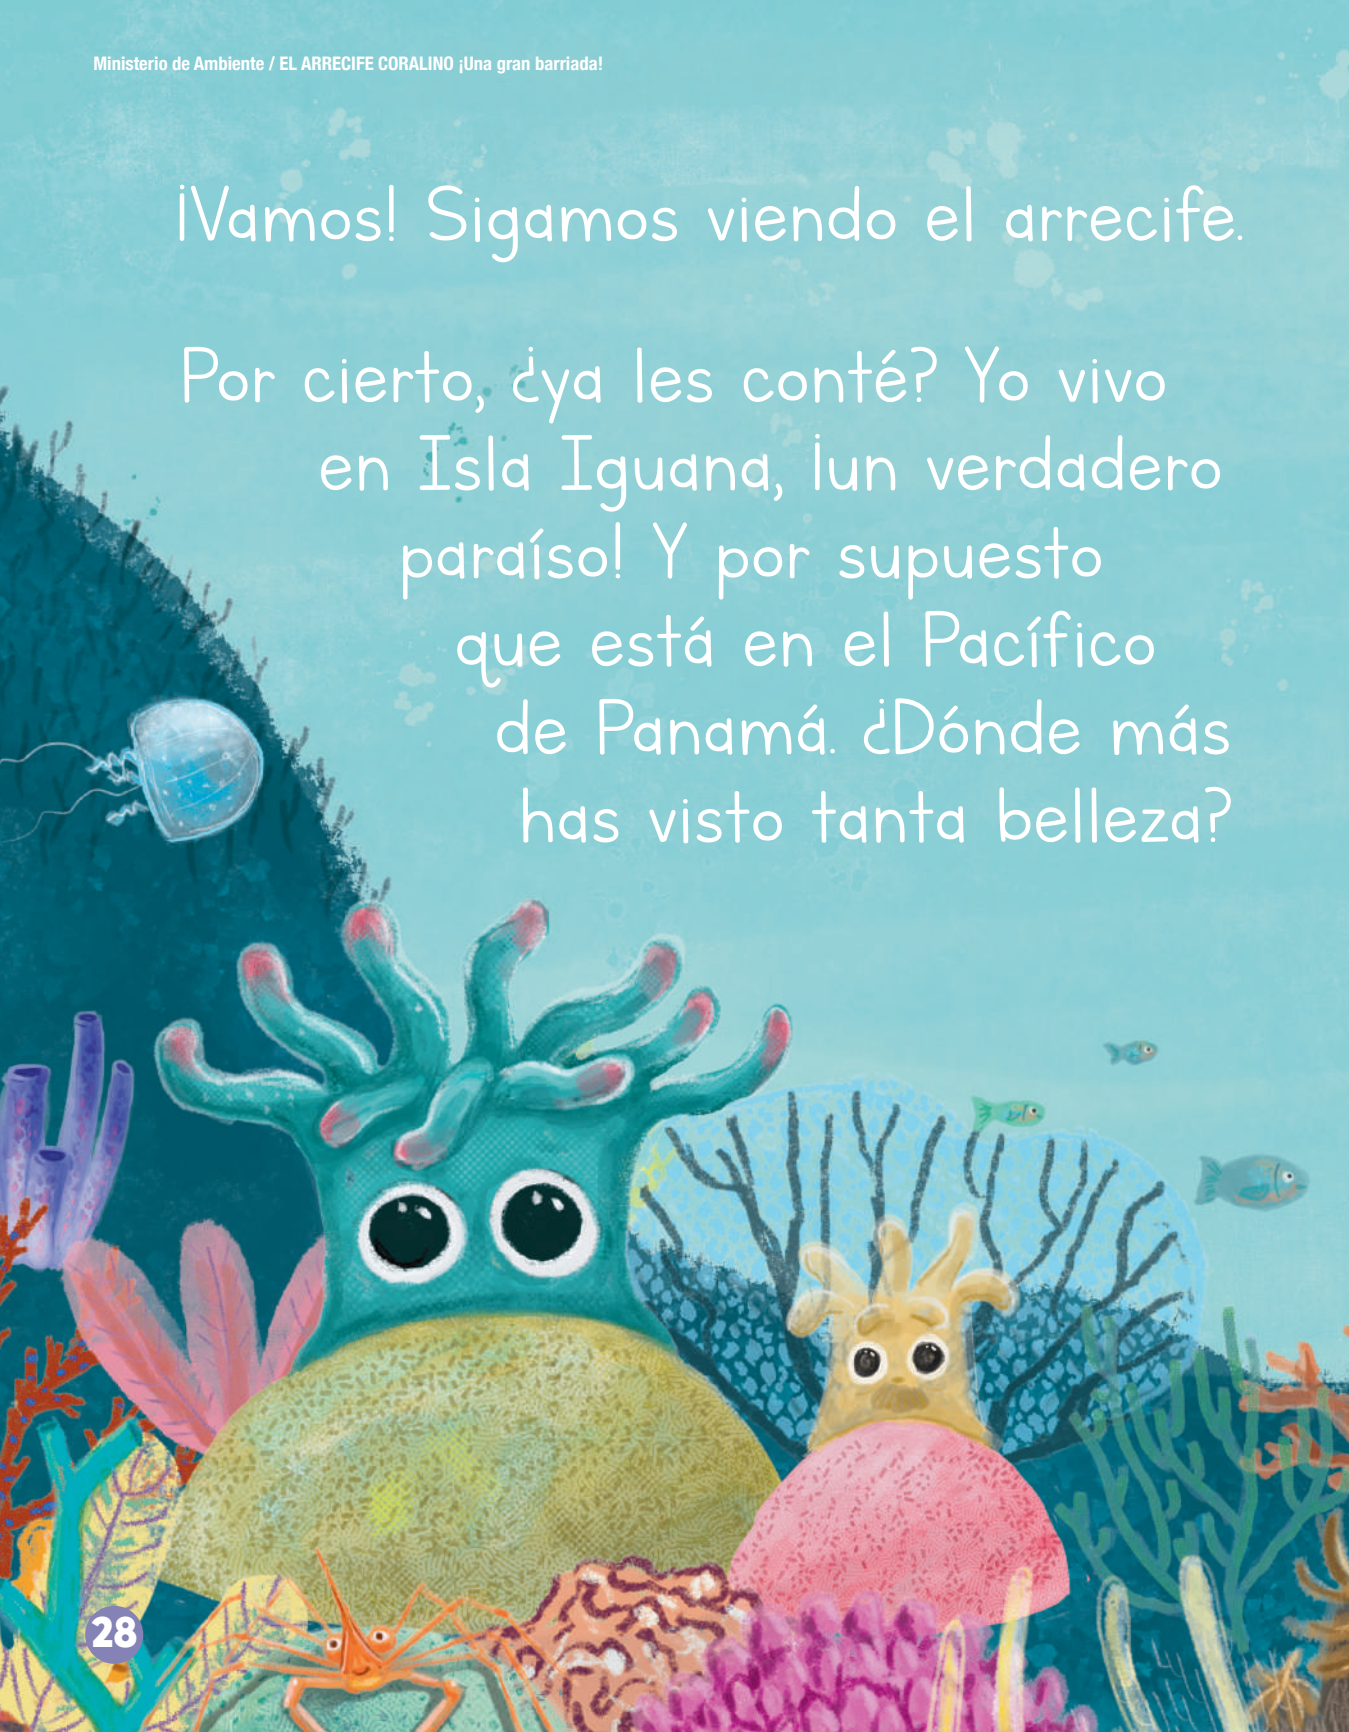 Ministerio de Ambiente / EL ARRECIFE CORALINO ¡Una gran barriada!
¡Vamos! Sigamos viendo el arrecife.
Por cierto, ¿ya les conté? Yo vivo
en Isla Iguana, ¡un verdadero
paraíso! Y por supuesto
que está en el Pacífico
de Panamá. ¿Dónde más
has visto tanta belleza?
28